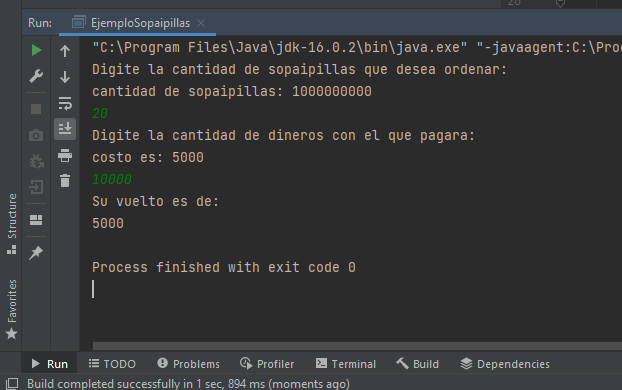 Run: EjemploSopaipillas ×
"C:\Program Files\Java\jdk-16.0.2\bin\java.exe" "-javaagent:C:\Pro
Digite la cantidad de sopaipillas que desea ordenar:
cantidad de sopaipillas: 1000000000
20
Digite la cantidad de dineros con el que pagara:
costo es: 5000
10000
Su vuelto es de:
5000
Process finished with exit code 0
Structure
Favorites
Run TODO Problems Profiler Terminal Build Dependencies
Build completed successfully in 1 sec, 894 ms (moments ago)